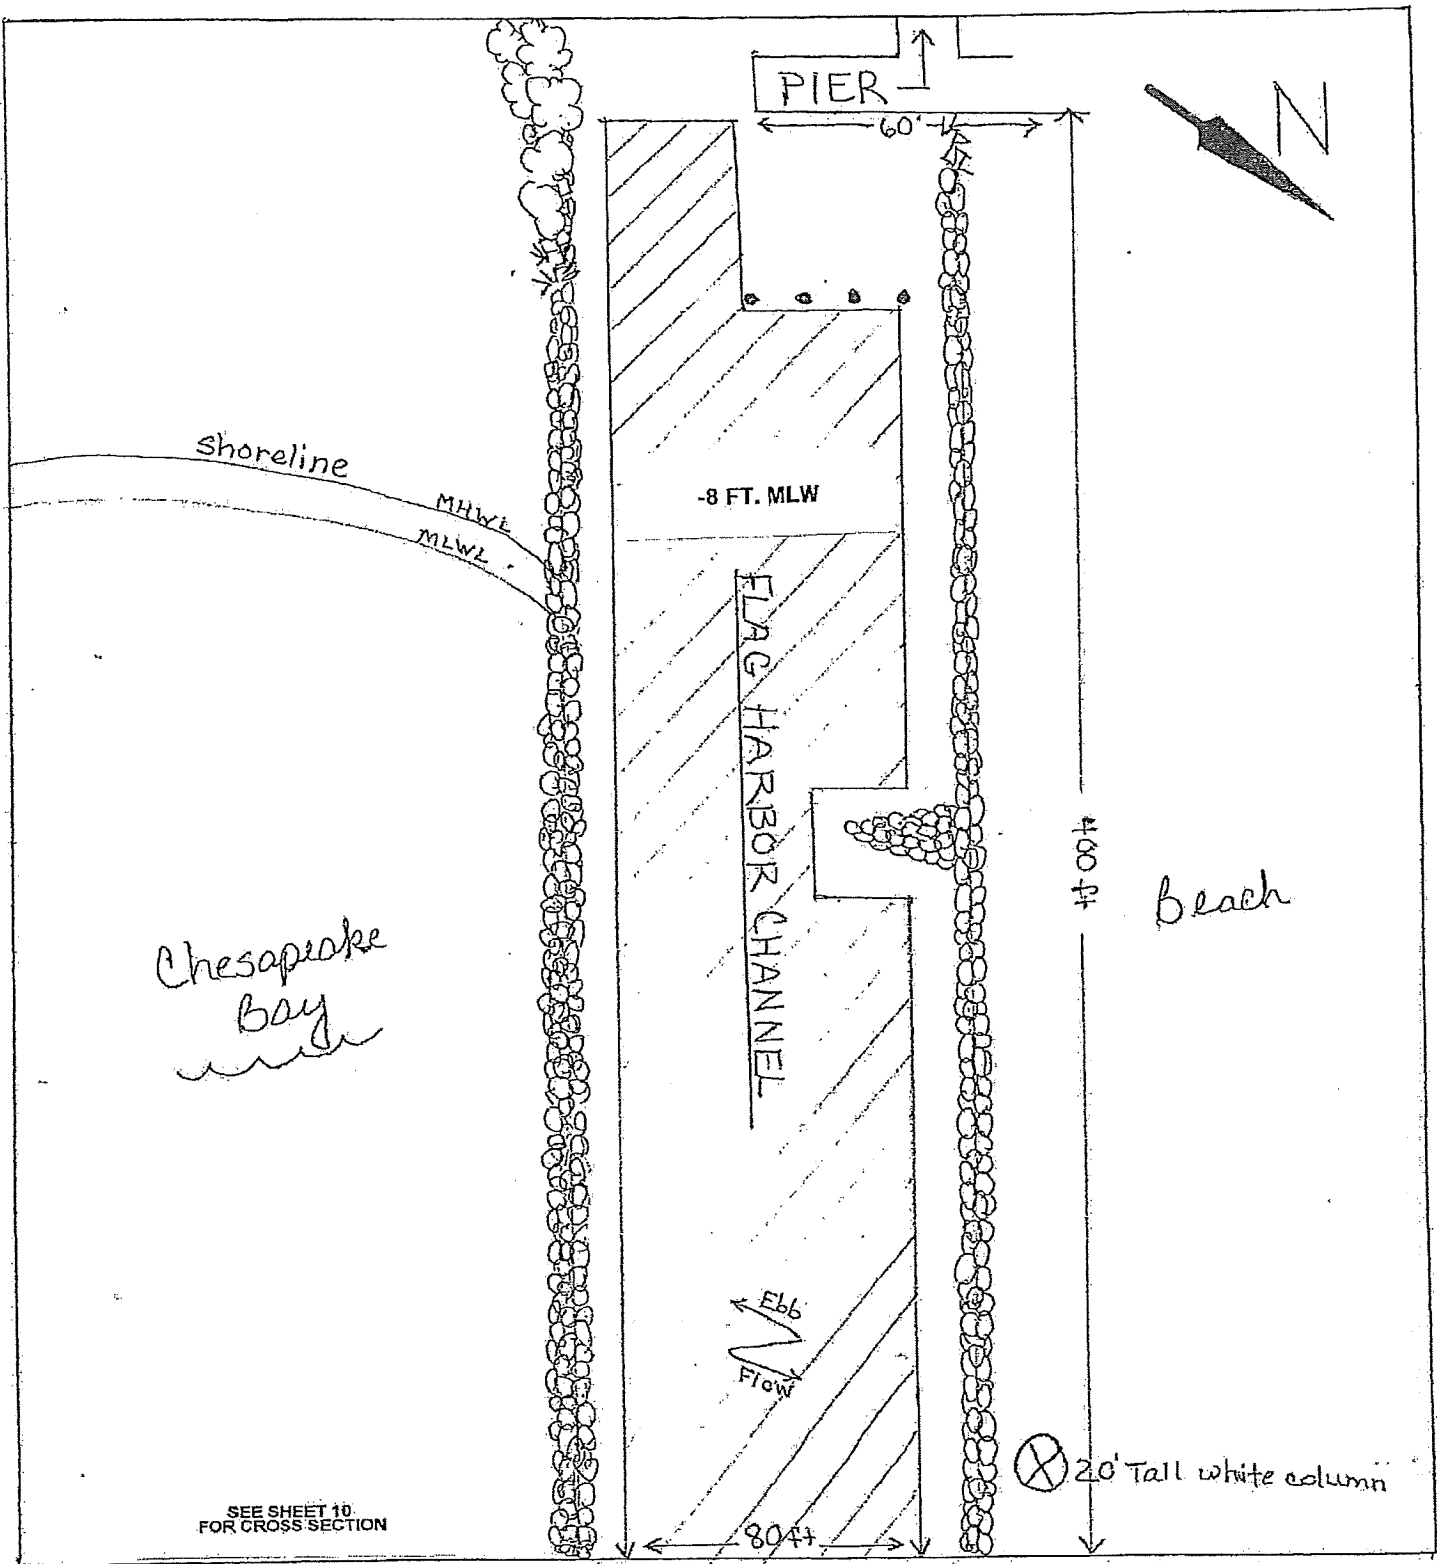 PIER
60'
N
Shoreline
MHWL
MLWL
-8 FT. MLW
FLAG HARBOR CHANNEL
400 ft
Beach
Chesapeake
Bay
Ebb
Flow
20' Tall white column
SEE SHEET 10
FOR CROSS SECTION
80 ft